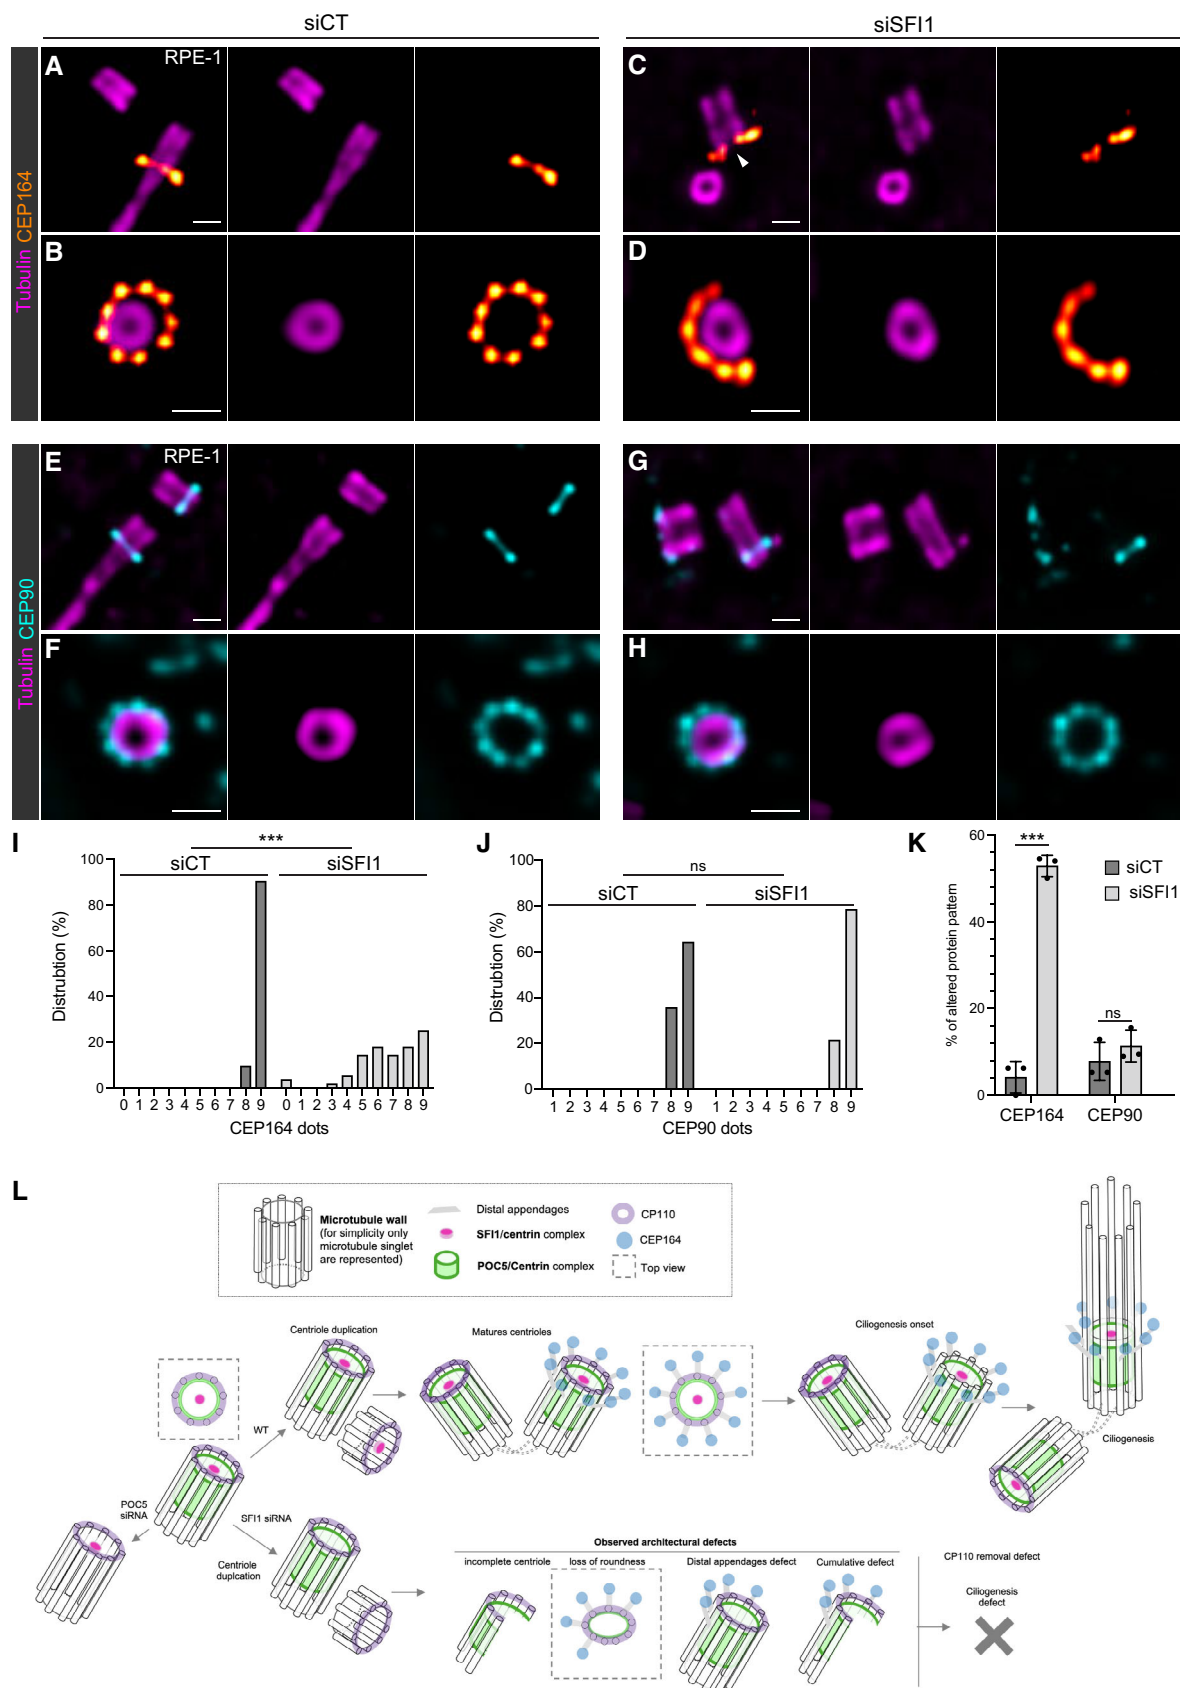 siCT
siSFI1
Tubulin CEP164
A
RPE-1
C
B
D
Tubulin CEP90
E
RPE-1
G
F
H
I
***
siCT
siSFI1
Distrubtion (%)
100
80
60
40
20
0
0 1 2 3 4 5 6 7 8 9
0 1 2 3 4 5 6 7 8 9
CEP164 dots
J
ns
siCT
siSFI1
Distrubtion (%)
100
80
60
40
20
0
1 2 3 4 5 6 7 8 9
1 2 3 4 5 6 7 8 9
CEP90 dots
K
% of altered protein pattern
60
40
20
0
***
ns
siCT
siSFI1
CEP164
CEP90
L
Microtubule wall
(for simplicity only
microtubule singlet
are represented)
Distal appendages
SFI1/centrin complex
POC5/Centrin complex
CP110
CEP164
Top view
Centriole duplication
Matures centrioles
Ciliogenesis onset
WT
Ciliogenesis
POC5
siRNA
SFI1 siRNA
Centriole
duplcation
Observed architectural defects
incomplete centriole
loss of roundness
Distal appendages defect
Cumulative defect
CP110 removal defect
Ciliogenesis
defect